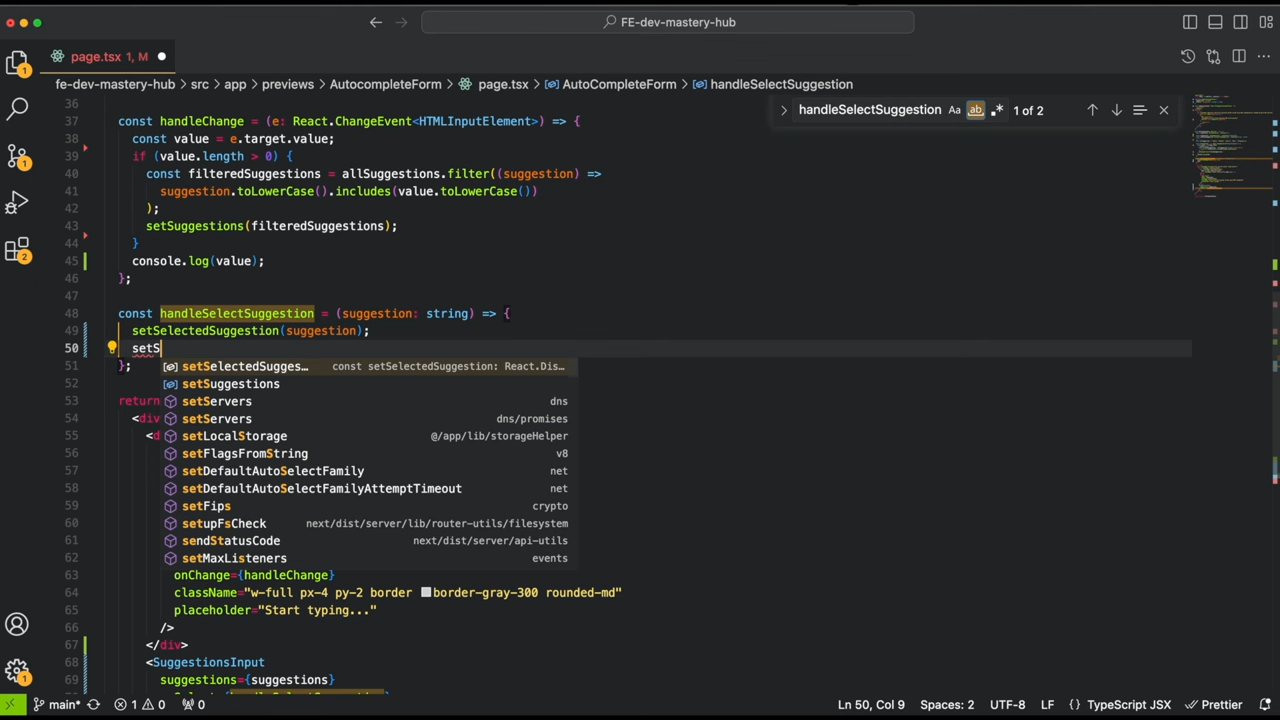 FE-dev-mastery-hub
page.tsx 1, M
fe-dev-mastery-hub › src › app › previews › AutocompleteForm › page.tsx › AutoCompleteForm › handleSelectSuggestion
handleSelectSuggestion Aa ab .* 1 of 2
36
37 const handleChange = (e: React.ChangeEvent<HTMLInputElement>) => {
38 const value = e.target.value;
39 if (value.length > 0) {
40 const filteredSuggestions = allSuggestions.filter((suggestion) =>
41 suggestion.toLowerCase().includes(value.toLowerCase())
42 );
43 setSuggestions(filteredSuggestions);
44 }
45 console.log(value);
46 };
47
48 const handleSelectSuggestion = (suggestion: string) => {
49 setSelectedSuggestion(suggestion);
50 setS
51 };
setSelectedSugges… const setSelectedSuggestion: React.Dis…
52 setSuggestions
53 return setServers dns
54 <div setServers dns/promises
55 <d setLocalStorage @/app/lib/storageHelper
56 setFlagsFromString v8
57 setDefaultAutoSelectFamily net
58 setDefaultAutoSelectFamilyAttemptTimeout net
59 setFips crypto
60 setupFsCheck next/dist/server/lib/router-utils/filesystem
61 sendStatusCode next/dist/server/api-utils
62 setMaxListeners events
63 onChange={handleChange}
64 className="w-full px-4 py-2 border border-gray-300 rounded-md"
65 placeholder="Start typing..."
66 />
67 </div>
68 <SuggestionsInput
69 suggestions={suggestions}
main* 1 0 0 Ln 50, Col 9 Spaces: 2 UTF-8 LF {} TypeScript JSX Prettier
1
1
2
1